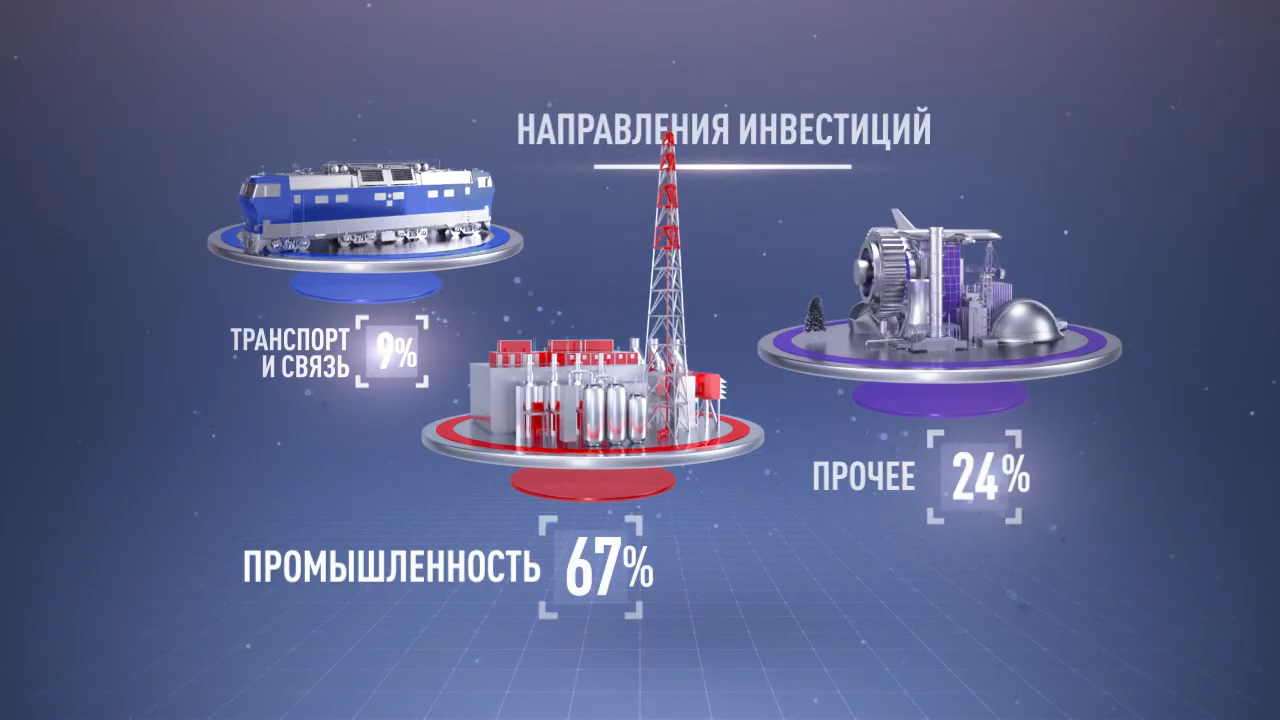 НАПРАВЛЕНИЯ ИНВЕСТИЦИЙ
ТРАНСПОРТ
И СВЯЗЬ
9%
ПРОЧЕЕ 24%
ПРОМЫШЛЕННОСТЬ 67%